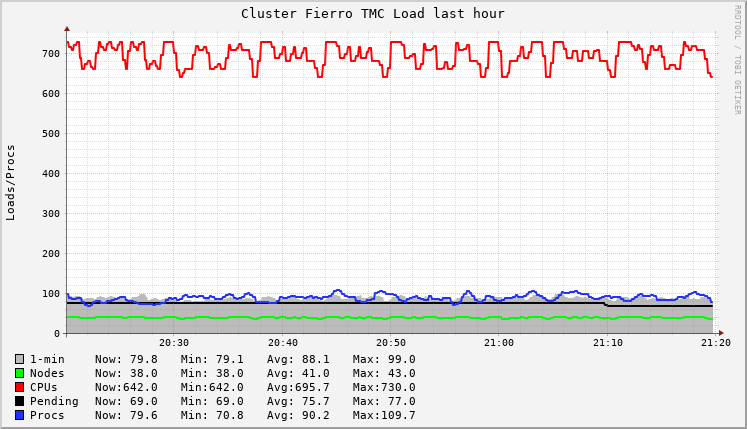 Cluster Fierro TMC Load last hour
RRDTOOL / TOBI OETIKER
Loads/Procs
700
600
500
400
300
200
100
0
20:30 20:40 20:50 21:00 21:10 21:20
1-min Now: 79.8 Min: 79.1 Avg: 88.1 Max: 99.0
Nodes Now: 38.0 Min: 38.0 Avg: 41.0 Max: 43.0
CPUs Now:642.0 Min:642.0 Avg:695.7 Max:730.0
Pending Now: 69.0 Min: 69.0 Avg: 75.7 Max: 77.0
Procs Now: 79.6 Min: 70.8 Avg: 90.2 Max:109.7